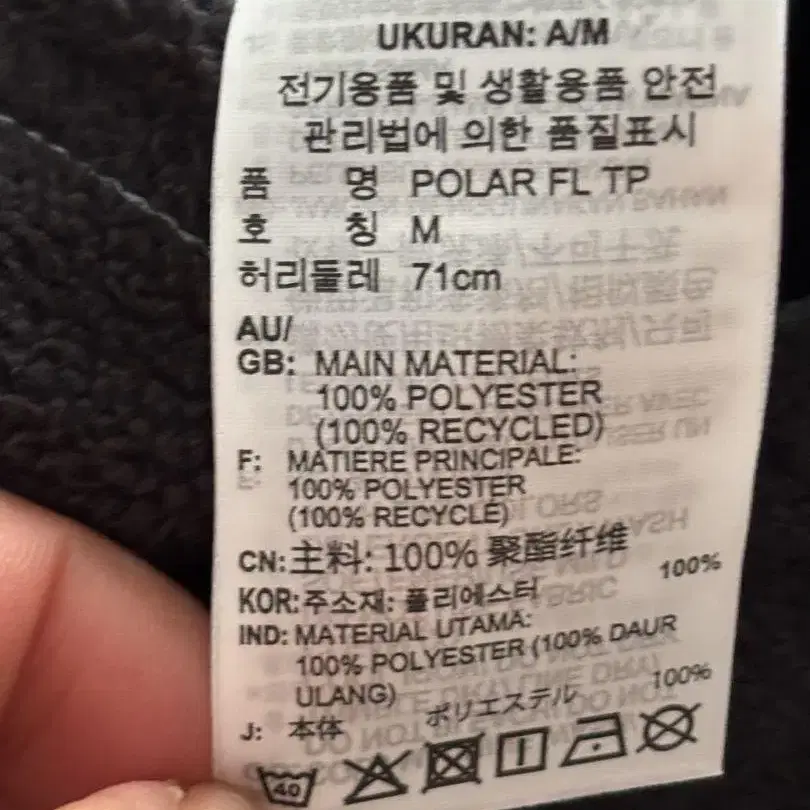 UKURAN: A/M
전기용품 및 생활용품 안전
관리법에 의한 품질표시
품 명 POLAR FL TP
호 칭 M
허리둘레 71cm
AU/
GB: MAIN MATERIAL:
100% POLYESTER
(100% RECYCLED)
F: MATIERE PRINCIPALE:
100% POLYESTER
(100% RECYCLÉ)
CN: 主料: 100% 聚酯纤维
KOR: 주소재: 폴리에스터 100%
IND: MATERIAL UTAMA:
100% POLYESTER (100% DAUR
ULANG)
J: 本体 ポリエステル 100%
40